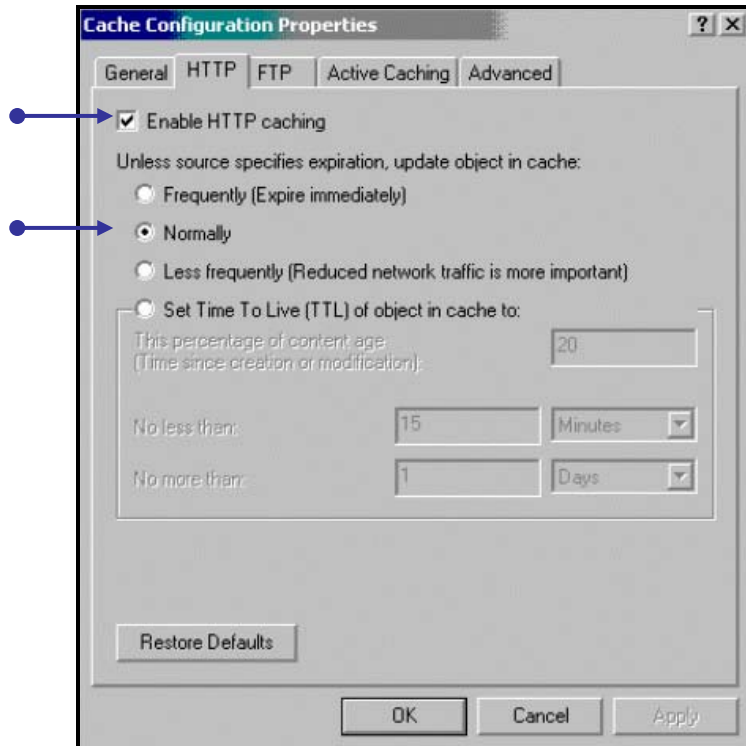 Cache Configuration Properties
General HTTP FTP Active Caching Advanced
Enable HTTP caching
Unless source specifies expiration, update object in cache:
Frequently (Expire immediately)
Normally
Less frequently (Reduced network traffic is more important)
Set Time To Live (TTL) of object in cache to:
This percentage of content age
(Time since creation or modification):
20
No less than: 15 Minutes
No more than: 1 Days
Restore Defaults
OK Cancel Apply